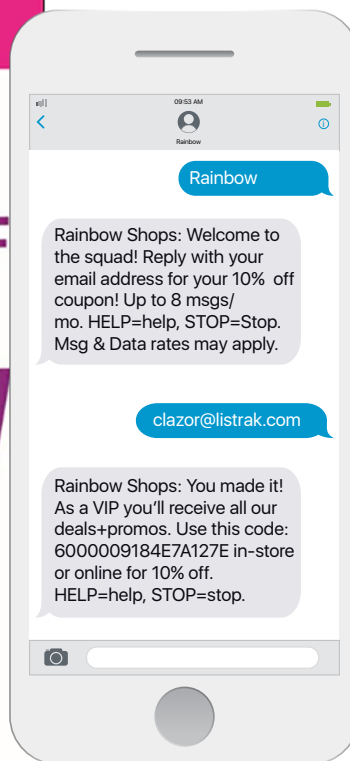 09:53 AM
Rainbow
Rainbow
Rainbow Shops: Welcome to
the squad! Reply with your
email address for your 10% off
coupon! Up to 8 msgs/
mo. HELP=help, STOP=Stop.
Msg & Data rates may apply.
clazor@listrak.com
Rainbow Shops: You made it!
As a VIP you’ll receive all our
deals+promos. Use this code:
6000009184E7A127E in-store
or online for 10% off.
HELP=help, STOP=stop.